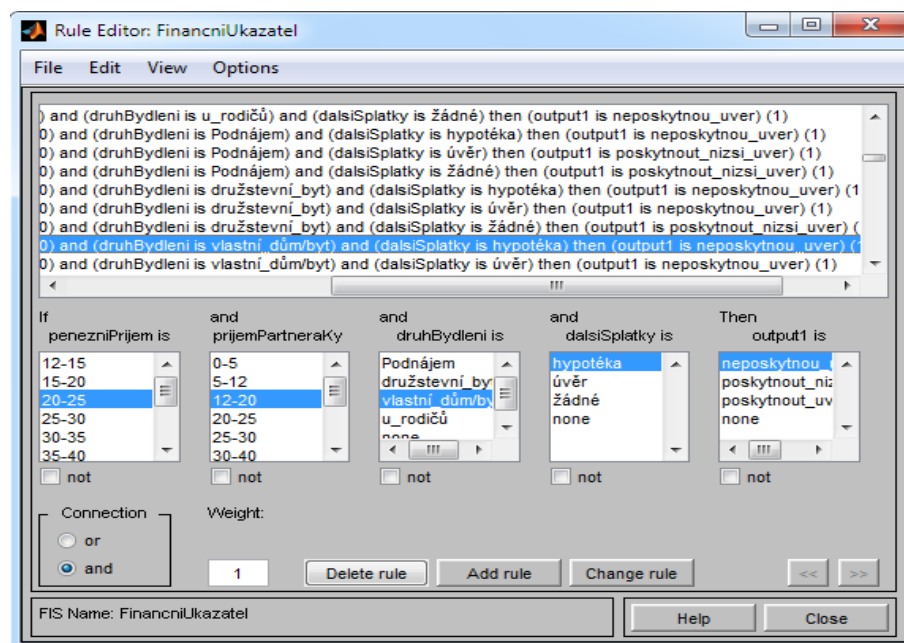 Rule Editor: FinancniUkazatel
File Edit View Options
) and (druhBydleni is u_rodičů) and (dalsiSplatky is žádné) then (output1 is neposkytnou_uver) (1)
0) and (druhBydleni is Podnájem) and (dalsiSplatky is hypotéka) then (output1 is neposkytnou_uver) (1)
0) and (druhBydleni is Podnájem) and (dalsiSplatky is úvěr) then (output1 is poskytnout_nizsi_uver) (1)
0) and (druhBydleni is Podnájem) and (dalsiSplatky is žádné) then (output1 is poskytnout_nizsi_uver) (1)
0) and (druhBydleni is družstevní_byt) and (dalsiSplatky is hypotéka) then (output1 is neposkytnou_uver) (1
0) and (druhBydleni is družstevní_byt) and (dalsiSplatky is úvěr) then (output1 is neposkytnou_uver) (1)
0) and (druhBydleni is družstevní_byt) and (dalsiSplatky is žádné) then (output1 is poskytnout_nizsi_uver) (
0) and (druhBydleni is vlastní_dům/byt) and (dalsiSplatky is hypotéka) then (output1 is neposkytnou_uver) (1
0) and (druhBydleni is vlastní_dům/byt) and (dalsiSplatky is úvěr) then (output1 is neposkytnou_uver) (1)
If and and and Then
penezniPrijem is prijemPartneraKy druhBydleni is dalsiSplatky is output1 is
12-15 0-5 Podnájem hypotéka neposkytnou_
15-20 5-12 družstevní_by úvěr poskytnout_niz
20-25 12-20 vlastní_dům/by žádné poskytnout_uv
25-30 20-25 u_rodičů none none
30-35 25-30 none
35-40 30-40
not not not not not
Connection Weight:
or
and 1 Delete rule Add rule Change rule << >>
FIS Name: FinancniUkazatel Help Close